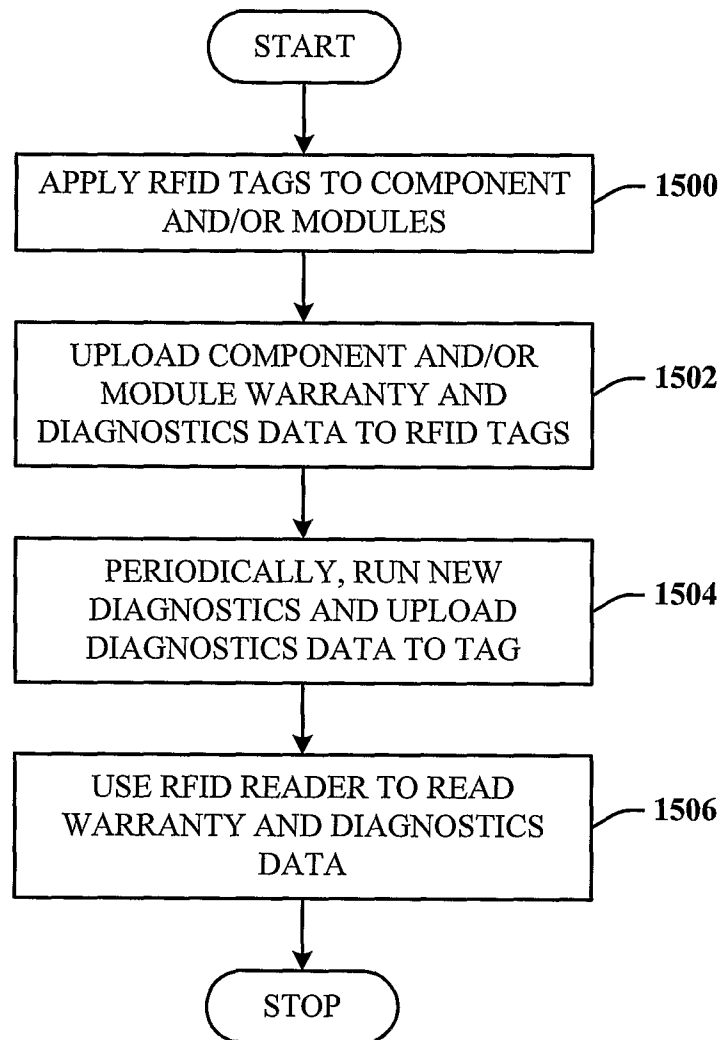 START
APPLY RFID TAGS TO COMPONENT
AND/OR MODULES
1500
UPLOAD COMPONENT AND/OR
MODULE WARRANTY AND
DIAGNOSTICS DATA TO RFID TAGS
1502
PERIODICALLY, RUN NEW
DIAGNOSTICS AND UPLOAD
DIAGNOSTICS DATA TO TAG
1504
USE RFID READER TO READ
WARRANTY AND DIAGNOSTICS
DATA
1506
STOP